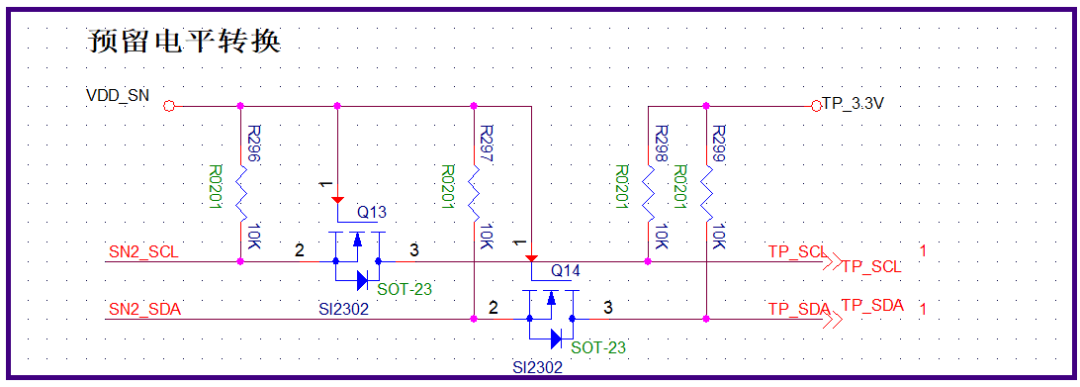 预留电平转换
VDD_SN
TP_3.3V
R296
R0201
10K
1
Q13
R297
R0201
10K
R298
R0201
10K
R299
R0201
10K
SN2_SCL
2
3
SOT-23
SI2302
1
Q14
TP_SCL
TP_SCL
1
SN2_SDA
2
3
SOT-23
SI2302
TP_SDA
TP_SDA
1